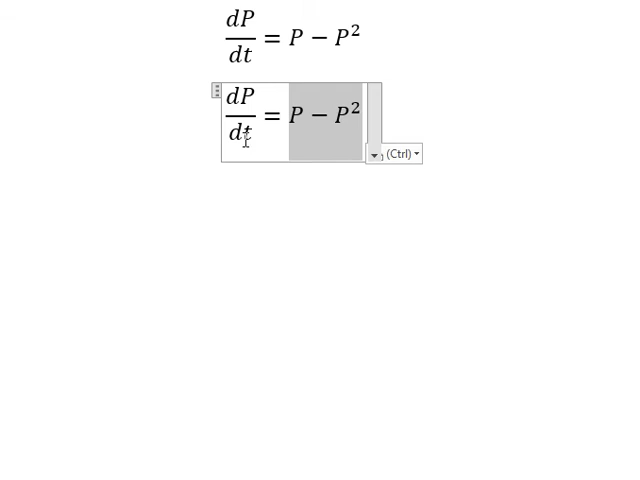 dP/dt = P − P²
dP/dt = P − P²
(Ctrl)